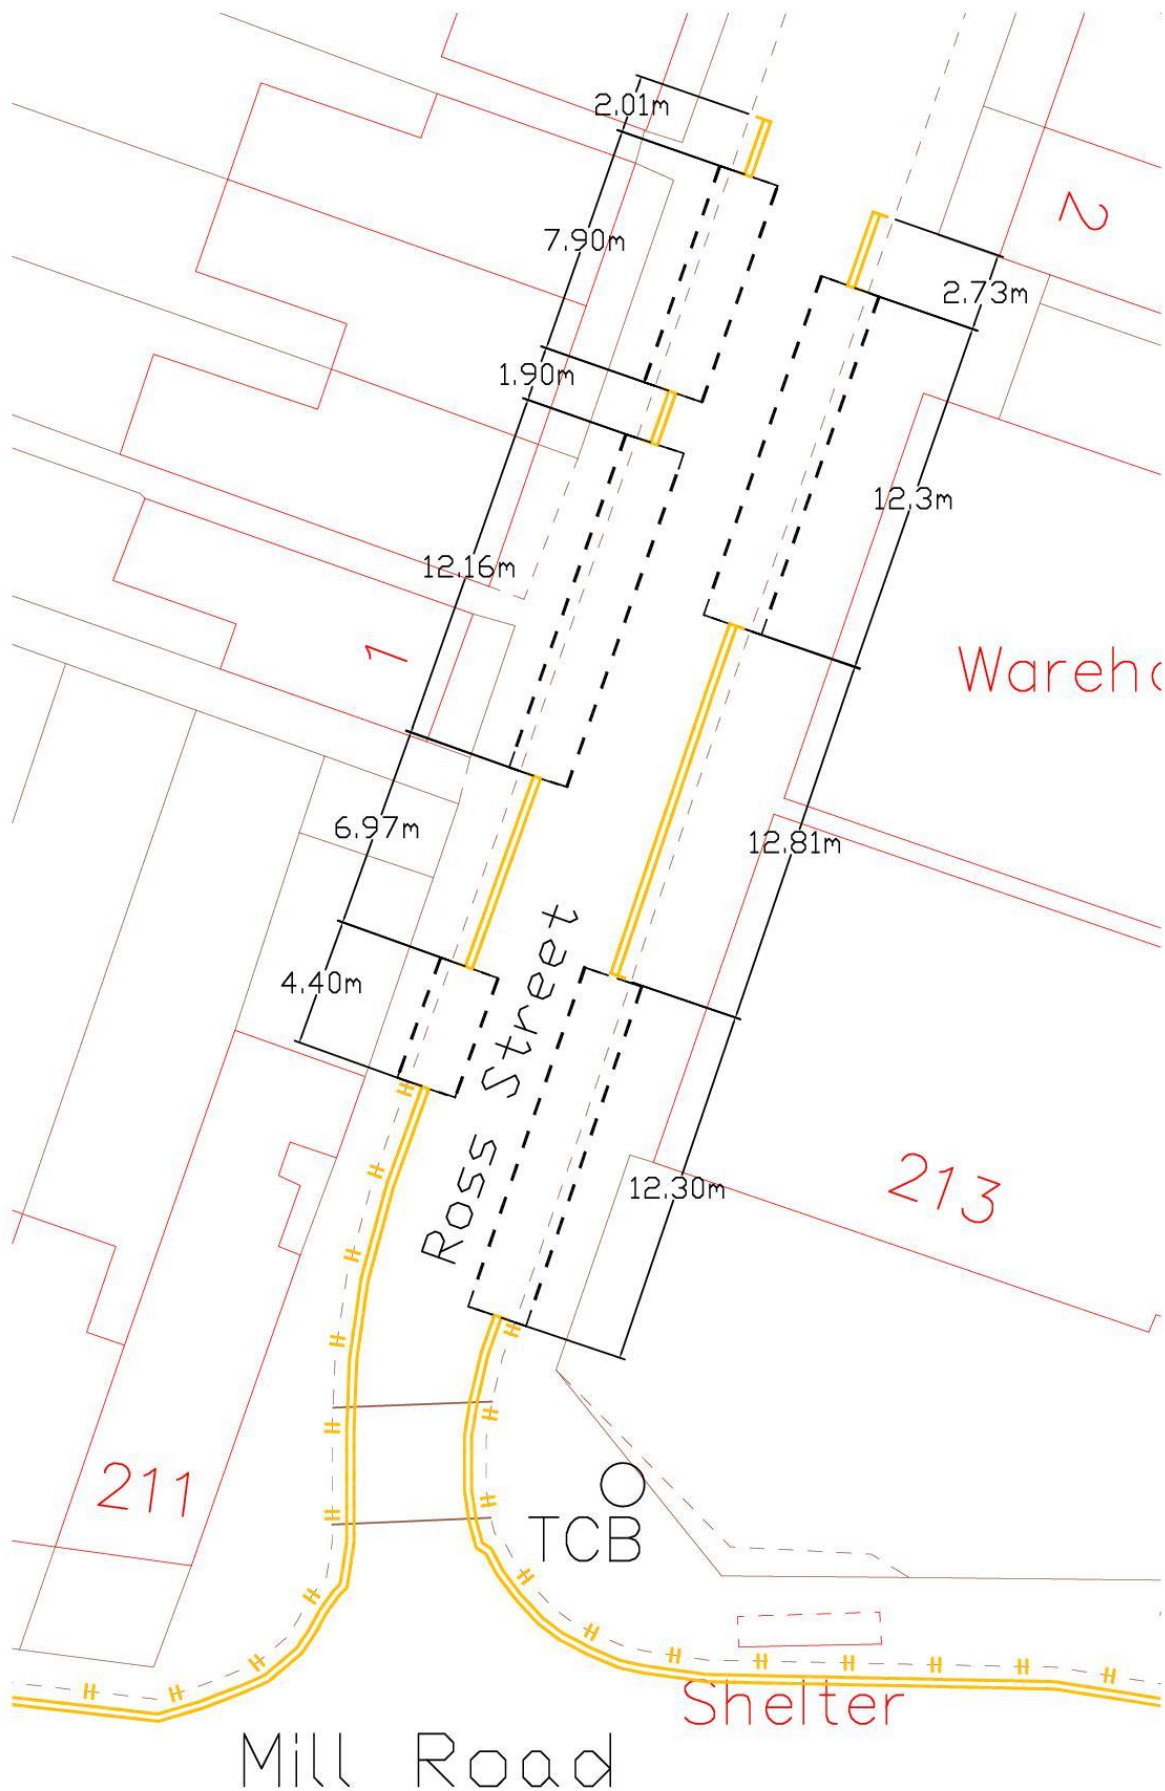 2.01m
2
7.90m
2.73m
1.90m
12.3m
12.16m
1
Wareho
6.97m
12.81m
4.40m
Ross Street
12.30m
213
211
TCB
Shelter
Mill Road